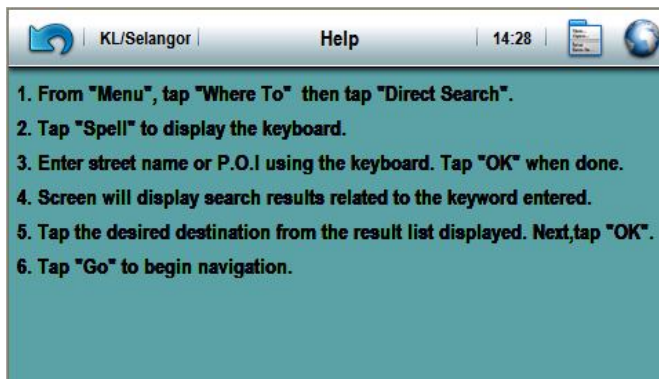 KL/Selangor Help 14:28
1. From "Menu", tap "Where To" then tap "Direct Search".
2. Tap "Spell" to display the keyboard.
3. Enter street name or P.O.I using the keyboard. Tap "OK" when done.
4. Screen will display search results related to the keyword entered.
5. Tap the desired destination from the result list displayed. Next,tap "OK".
6. Tap "Go" to begin navigation.